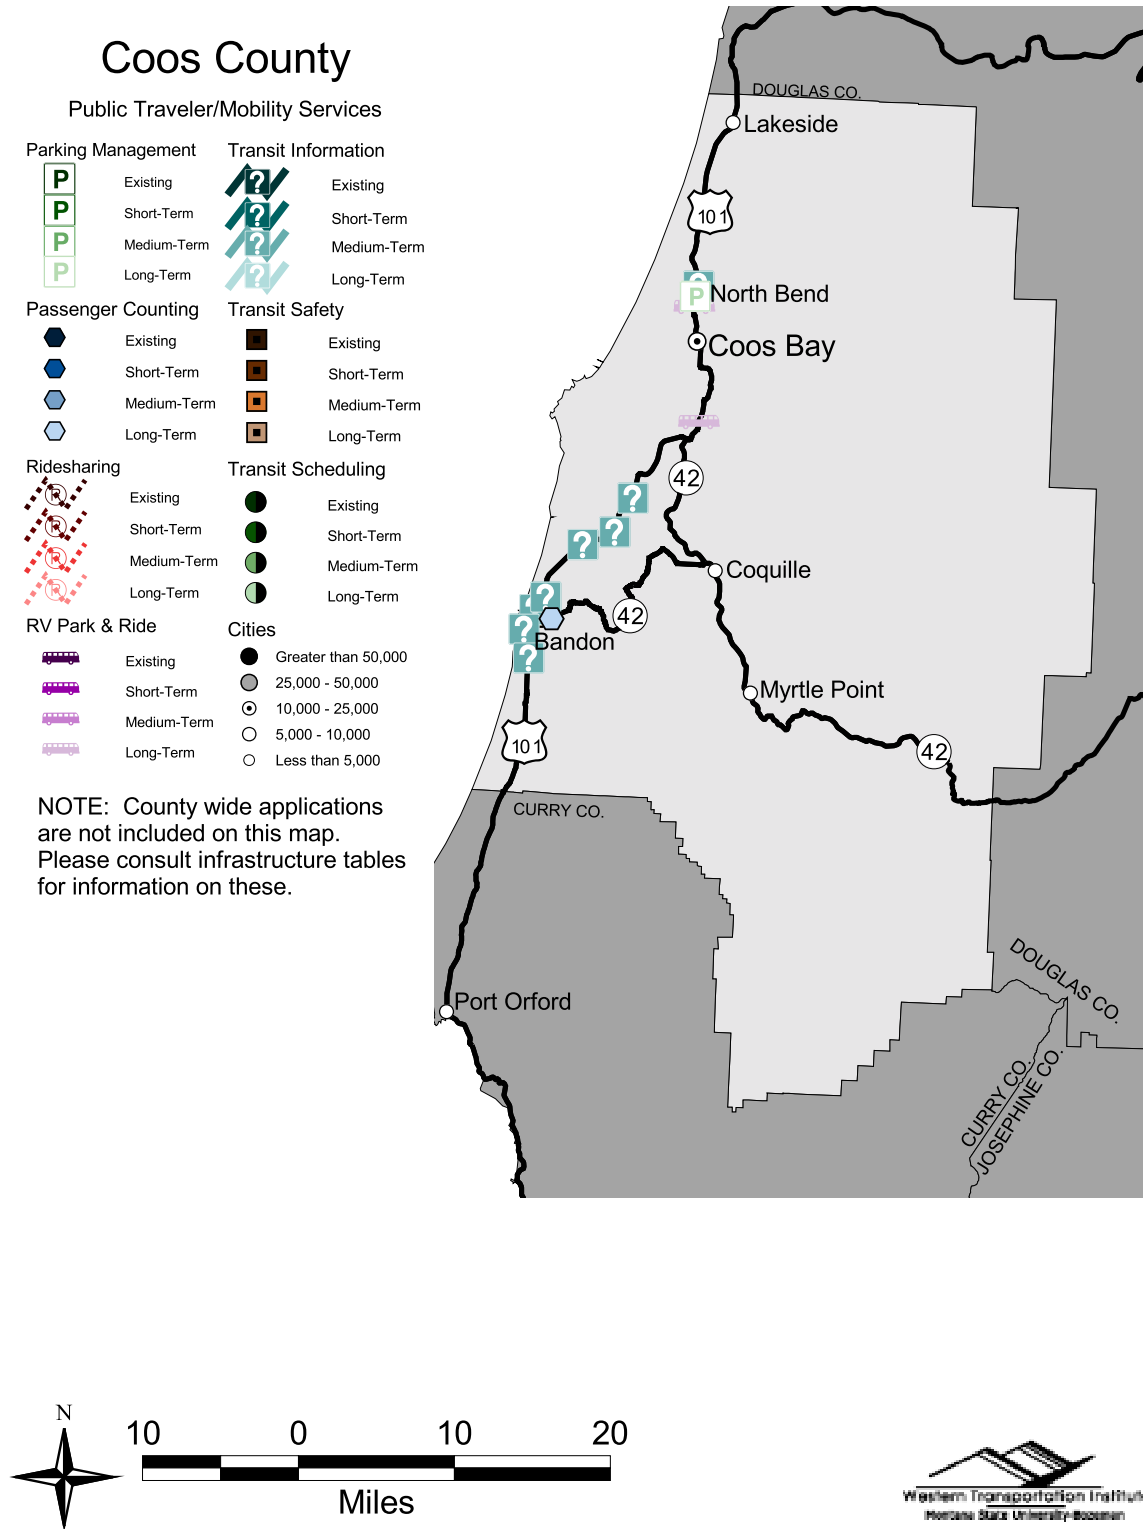 Coos County
Public Traveler/Mobility Services
Parking Management
P Existing
P Short-Term
P Medium-Term
P Long-Term
Transit Information
? Existing
? Short-Term
? Medium-Term
? Long-Term
Passenger Counting
Existing
Short-Term
Medium-Term
Long-Term
Transit Safety
Existing
Short-Term
Medium-Term
Long-Term
Ridesharing
Existing
Short-Term
Medium-Term
Long-Term
Transit Scheduling
Existing
Short-Term
Medium-Term
Long-Term
RV Park & Ride
Existing
Short-Term
Medium-Term
Long-Term
Cities
Greater than 50,000
25,000 - 50,000
10,000 - 25,000
5,000 - 10,000
Less than 5,000
NOTE: County wide applications
are not included on this map.
Please consult infrastructure tables
for information on these.
DOUGLAS CO.
Lakeside
101
?
P North Bend
Coos Bay
42
?
?
?
Coquille
?
42
?
Bandon
?
Myrtle Point
101
42
CURRY CO.
DOUGLAS CO.
Port Orford
CURRY CO.
JOSEPHINE CO.
N
10 0 10 20
Miles
Western Transportation Institute
Montana State University-Bozeman